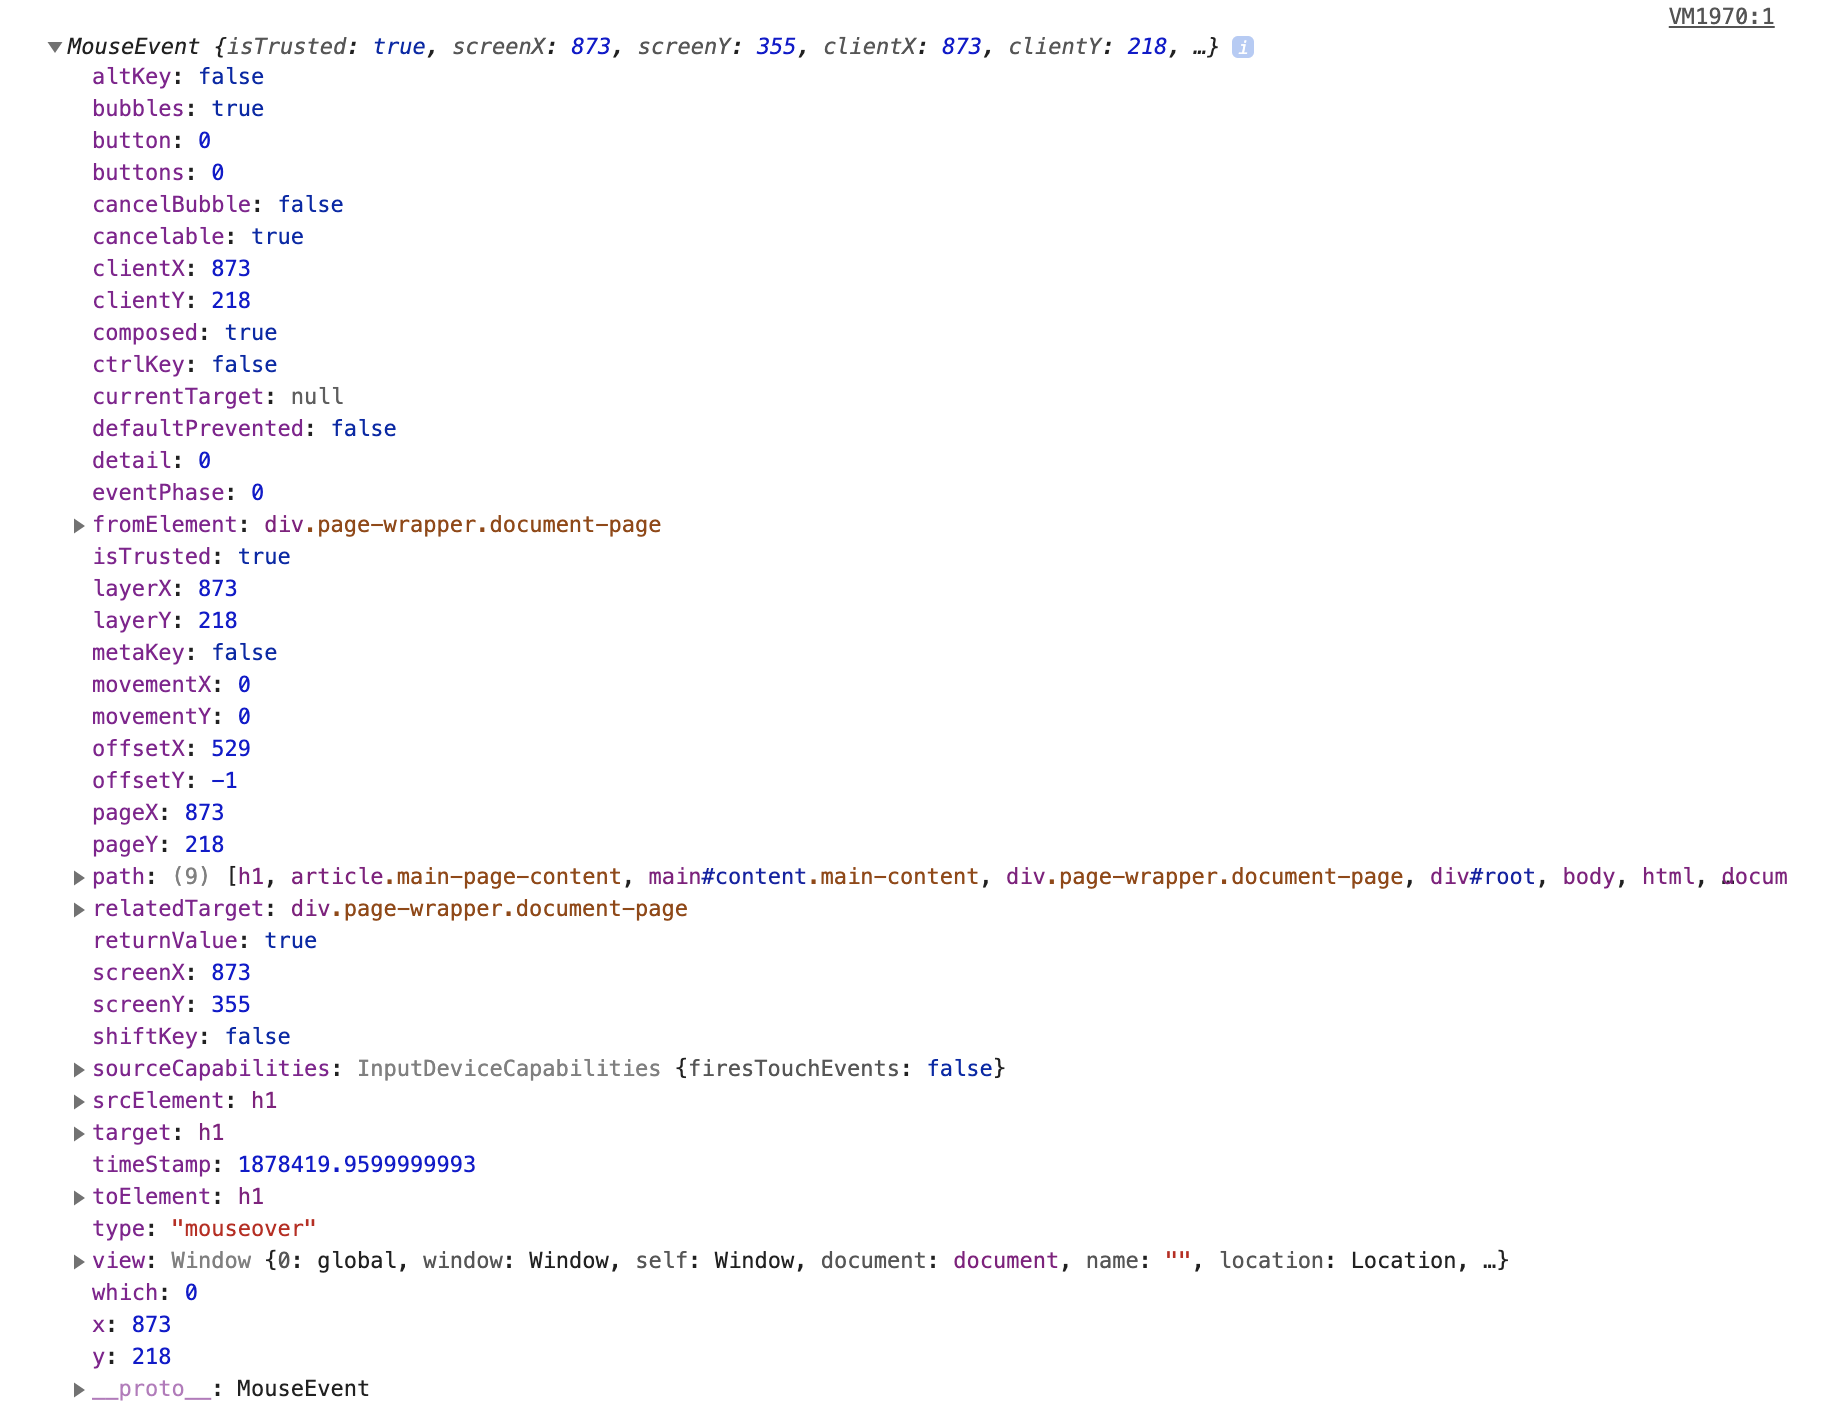 VM1970:1
▼MouseEvent {isTrusted: true, screenX: 873, screenY: 355, clientX: 873, clientY: 218, …} i
altKey: false
bubbles: true
button: 0
buttons: 0
cancelBubble: false
cancelable: true
clientX: 873
clientY: 218
composed: true
ctrlKey: false
currentTarget: null
defaultPrevented: false
detail: 0
eventPhase: 0
▶fromElement: div.page-wrapper.document-page
isTrusted: true
layerX: 873
layerY: 218
metaKey: false
movementX: 0
movementY: 0
offsetX: 529
offsetY: -1
pageX: 873
pageY: 218
▶path: (9) [h1, article.main-page-content, main#content.main-content, div.page-wrapper.document-page, div#root, body, html, docum…
▶relatedTarget: div.page-wrapper.document-page
returnValue: true
screenX: 873
screenY: 355
shiftKey: false
▶sourceCapabilities: InputDeviceCapabilities {firesTouchEvents: false}
▶srcElement: h1
▶target: h1
timeStamp: 1878419.9599999993
▶toElement: h1
type: "mouseover"
▶view: Window {0: global, window: Window, self: Window, document: document, name: "", location: Location, …}
which: 0
x: 873
y: 218
▶__proto__: MouseEvent